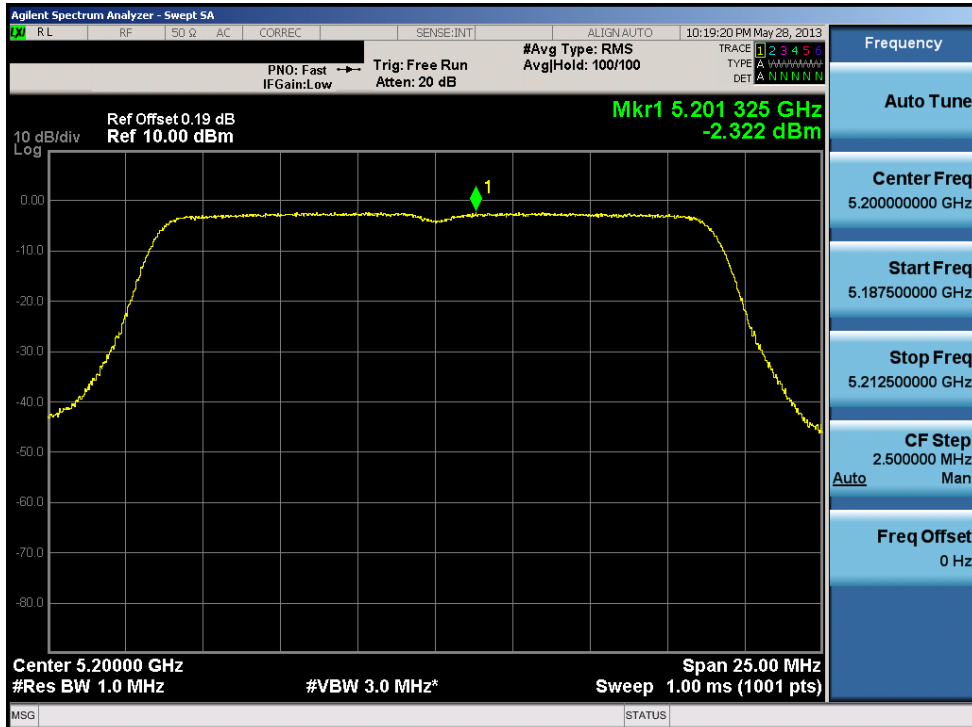 Agilent Spectrum Analyzer - Swept SA
LXI RL RF 50 Ω AC CORREC SENSE:INT ALIGN AUTO 10:19:20 PM May 28, 2013
PNO: Fast
IFGain:Low
Trig: Free Run
Atten: 20 dB
#Avg Type: RMS
Avg|Hold: 100/100
TRACE 1 2 3 4 5 6
TYPE A WWWWW
DET A N N N N N
Mkr1 5.201 325 GHz
-2.322 dBm
Ref Offset 0.19 dB
10 dB/div Ref 10.00 dBm
Log
1
0.00
-10.0
-20.0
-30.0
-40.0
-50.0
-60.0
-70.0
-80.0
Center 5.20000 GHz Span 25.00 MHz
#Res BW 1.0 MHz #VBW 3.0 MHz* Sweep 1.00 ms (1001 pts)
MSG STATUS
Frequency
Auto Tune
Center Freq
5.200000000 GHz
Start Freq
5.187500000 GHz
Stop Freq
5.212500000 GHz
CF Step
2.500000 MHz
Auto Man
Freq Offset
0 Hz